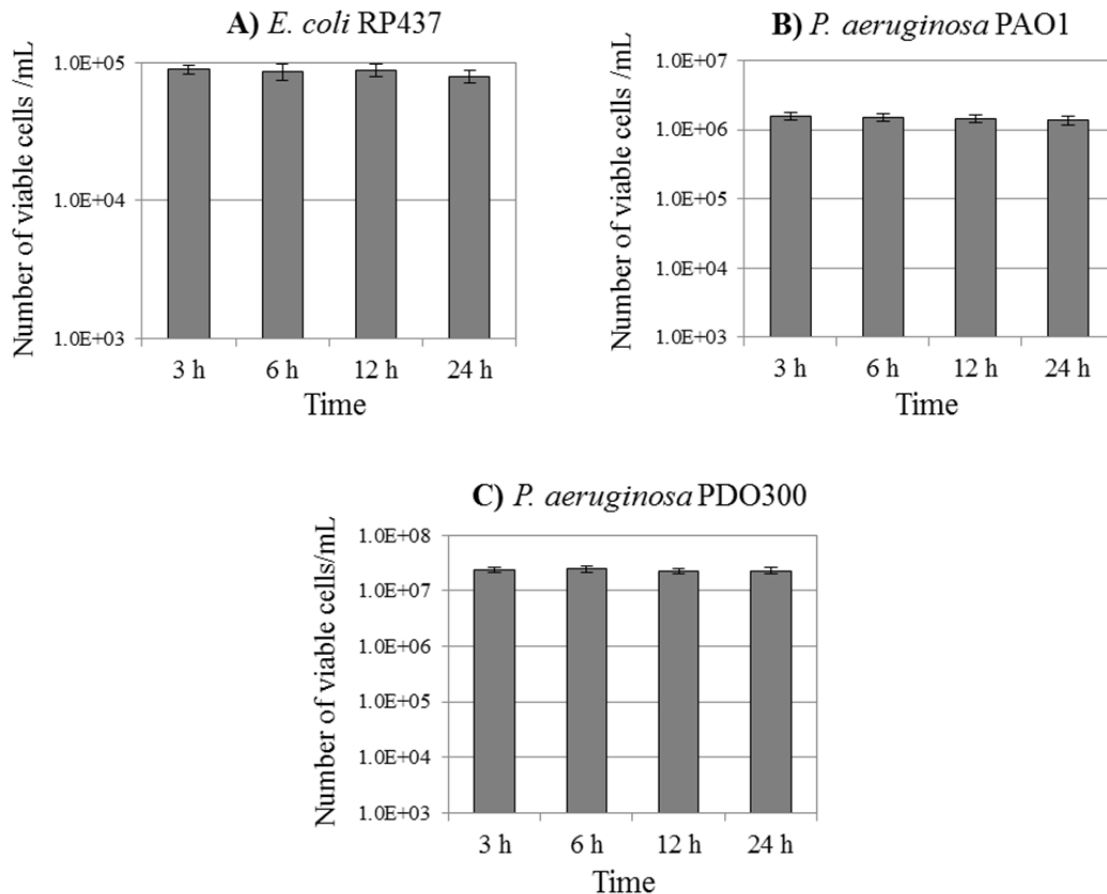 A) E. coli RP437
Number of viable cells /mL
1.0E+05
1.0E+04
1.0E+03
3 h 6 h 12 h 24 h
Time
B) P. aeruginosa PAO1
Number of viable cells /mL
1.0E+07
1.0E+06
1.0E+05
1.0E+04
1.0E+03
3 h 6 h 12 h 24 h
Time
C) P. aeruginosa PDO300
Number of viable cells/mL
1.0E+08
1.0E+07
1.0E+06
1.0E+05
1.0E+04
1.0E+03
3 h 6 h 12 h 24 h
Time